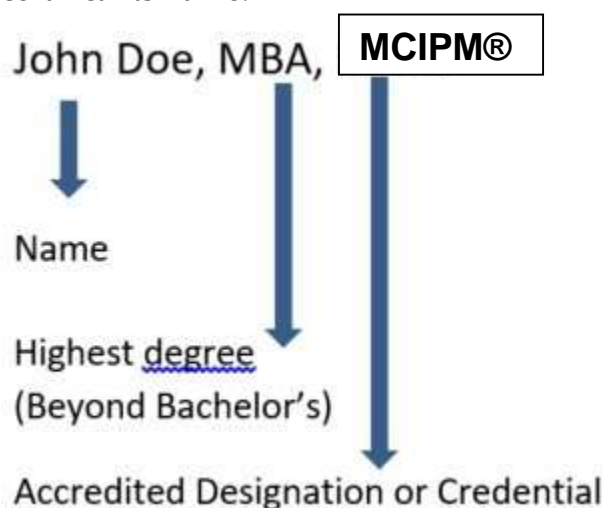 John Doe, MBA, MCIPM®
Name
Highest degree
(Beyond Bachelor's)
Accredited Designation or Credential